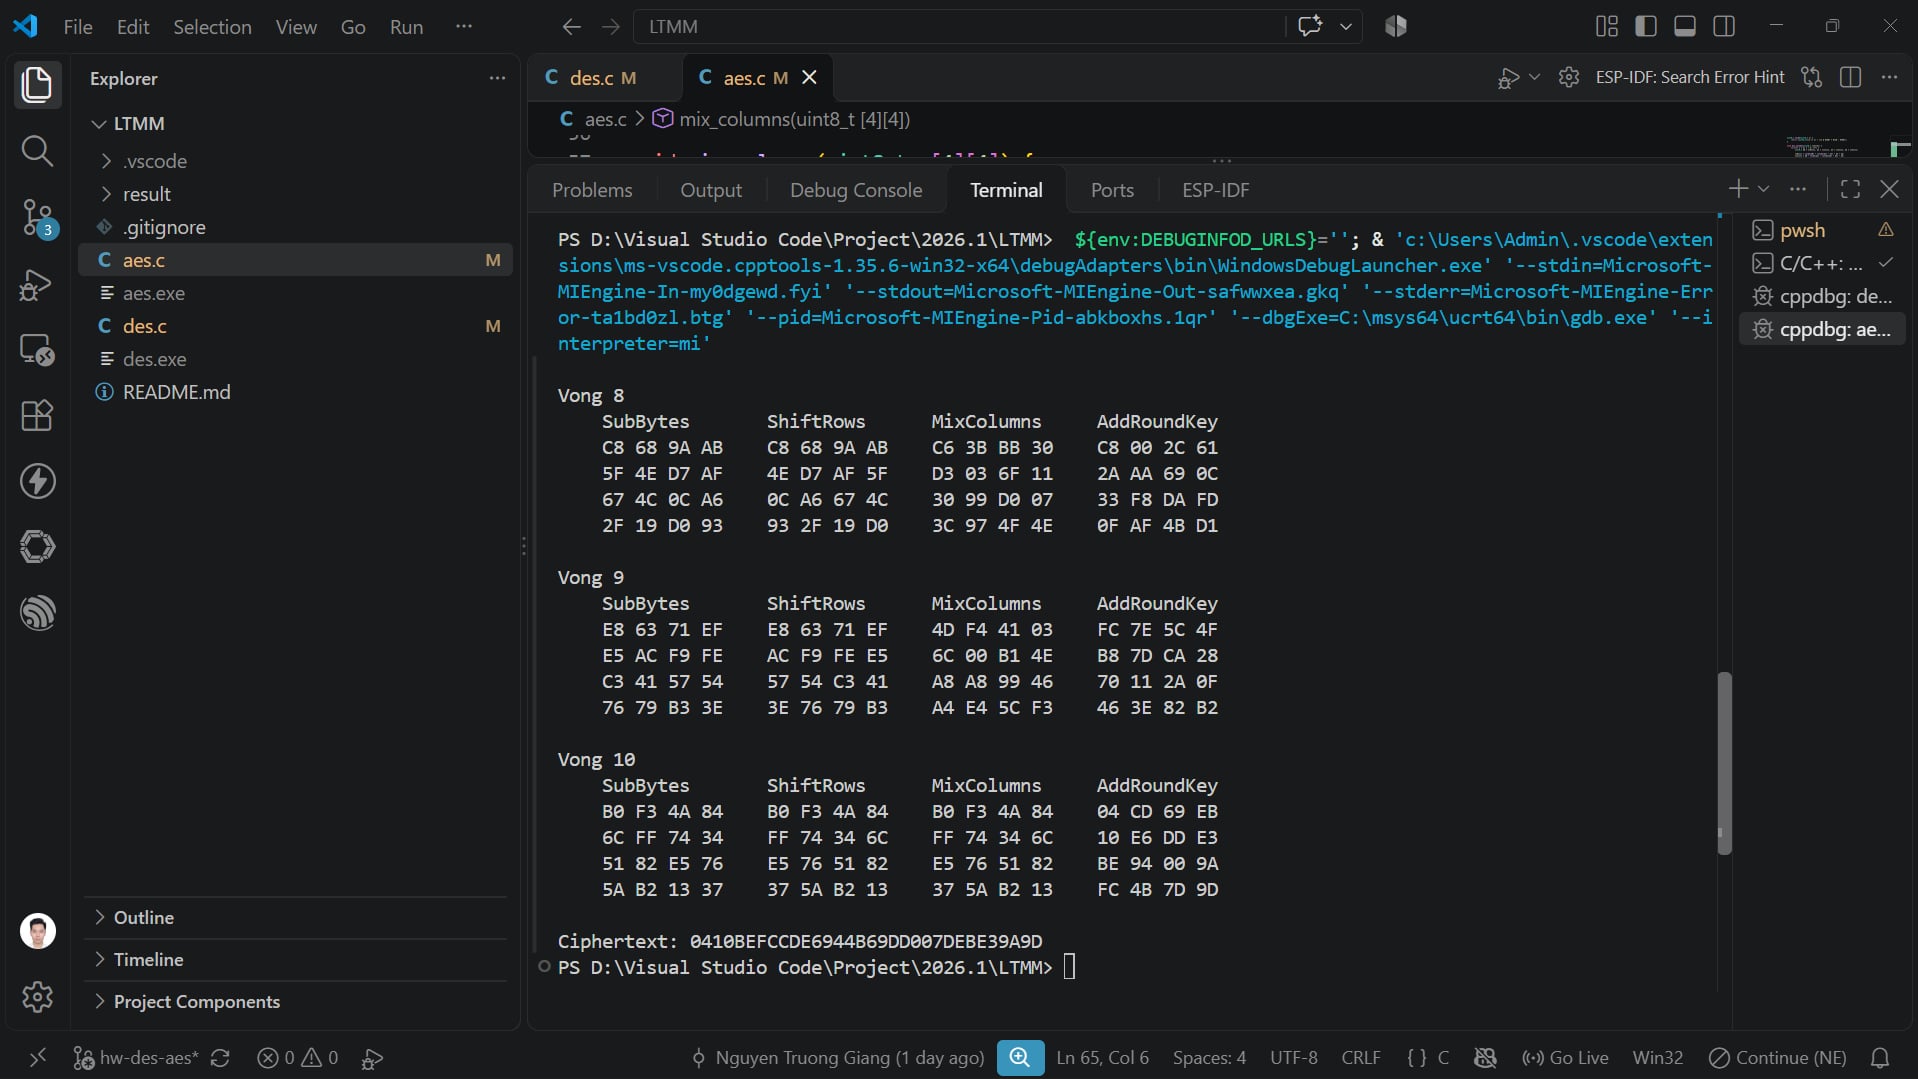 File Edit Selection View Go Run ···
LTMM
Explorer
LTMM
.vscode
result
.gitignore
aes.c M
aes.exe
des.c M
des.exe
README.md
Outline
Timeline
Project Components
3
des.c M
aes.c M
ESP-IDF: Search Error Hint
aes.c > mix_columns(uint8_t [4][4])
Problems Output Debug Console Terminal Ports ESP-IDF
PS D:\Visual Studio Code\Project\2026.1\LTMM> ${env:DEBUGINFOD_URLS}=''; & 'c:\Users\Admin\.vscode\exten
sions\ms-vscode.cpptools-1.35.6-win32-x64\debugAdapters\bin\WindowsDebugLauncher.exe' '--stdin=Microsoft-
MIEngine-In-my0dgewd.fyi' '--stdout=Microsoft-MIEngine-Out-safwwxea.gkq' '--stderr=Microsoft-MIEngine-Err
or-ta1bd0zl.btg' '--pid=Microsoft-MIEngine-Pid-abkboxhs.1qr' '--dbgExe=C:\msys64\ucrt64\bin\gdb.exe' '--i
nterpreter=mi'
Vong 8
SubBytes ShiftRows MixColumns AddRoundKey
C8 68 9A AB C8 68 9A AB C6 3B BB 30 C8 00 2C 61
5F 4E D7 AF 4E D7 AF 5F D3 03 6F 11 2A AA 69 0C
67 4C 0C A6 0C A6 67 4C 30 99 D0 07 33 F8 DA FD
2F 19 D0 93 93 2F 19 D0 3C 97 4F 4E 0F AF 4B D1
Vong 9
SubBytes ShiftRows MixColumns AddRoundKey
E8 63 71 EF E8 63 71 EF 4D F4 41 03 FC 7E 5C 4F
E5 AC F9 FE AC F9 FE E5 6C 00 B1 4E B8 7D CA 28
C3 41 57 54 57 54 C3 41 A8 A8 99 46 70 11 2A 0F
76 79 B3 3E 3E 76 79 B3 A4 E4 5C F3 46 3E 82 B2
Vong 10
SubBytes ShiftRows MixColumns AddRoundKey
B0 F3 4A 84 B0 F3 4A 84 B0 F3 4A 84 04 CD 69 EB
6C FF 74 34 FF 74 34 6C FF 74 34 6C 10 E6 DD E3
51 82 E5 76 E5 76 51 82 E5 76 51 82 BE 94 00 9A
5A B2 13 37 37 5A B2 13 37 5A B2 13 FC 4B 7D 9D
Ciphertext: 0410BEFCCDE6944B69DD007DEBE39A9D
PS D:\Visual Studio Code\Project\2026.1\LTMM>
pwsh
C/C++: ...
cppdbg: de...
cppdbg: ae...
hw-des-aes* 0 0 Nguyen Truong Giang (1 day ago) Ln 65, Col 6 Spaces: 4 UTF-8 CRLF { } C Go Live Win32 Continue (NE)